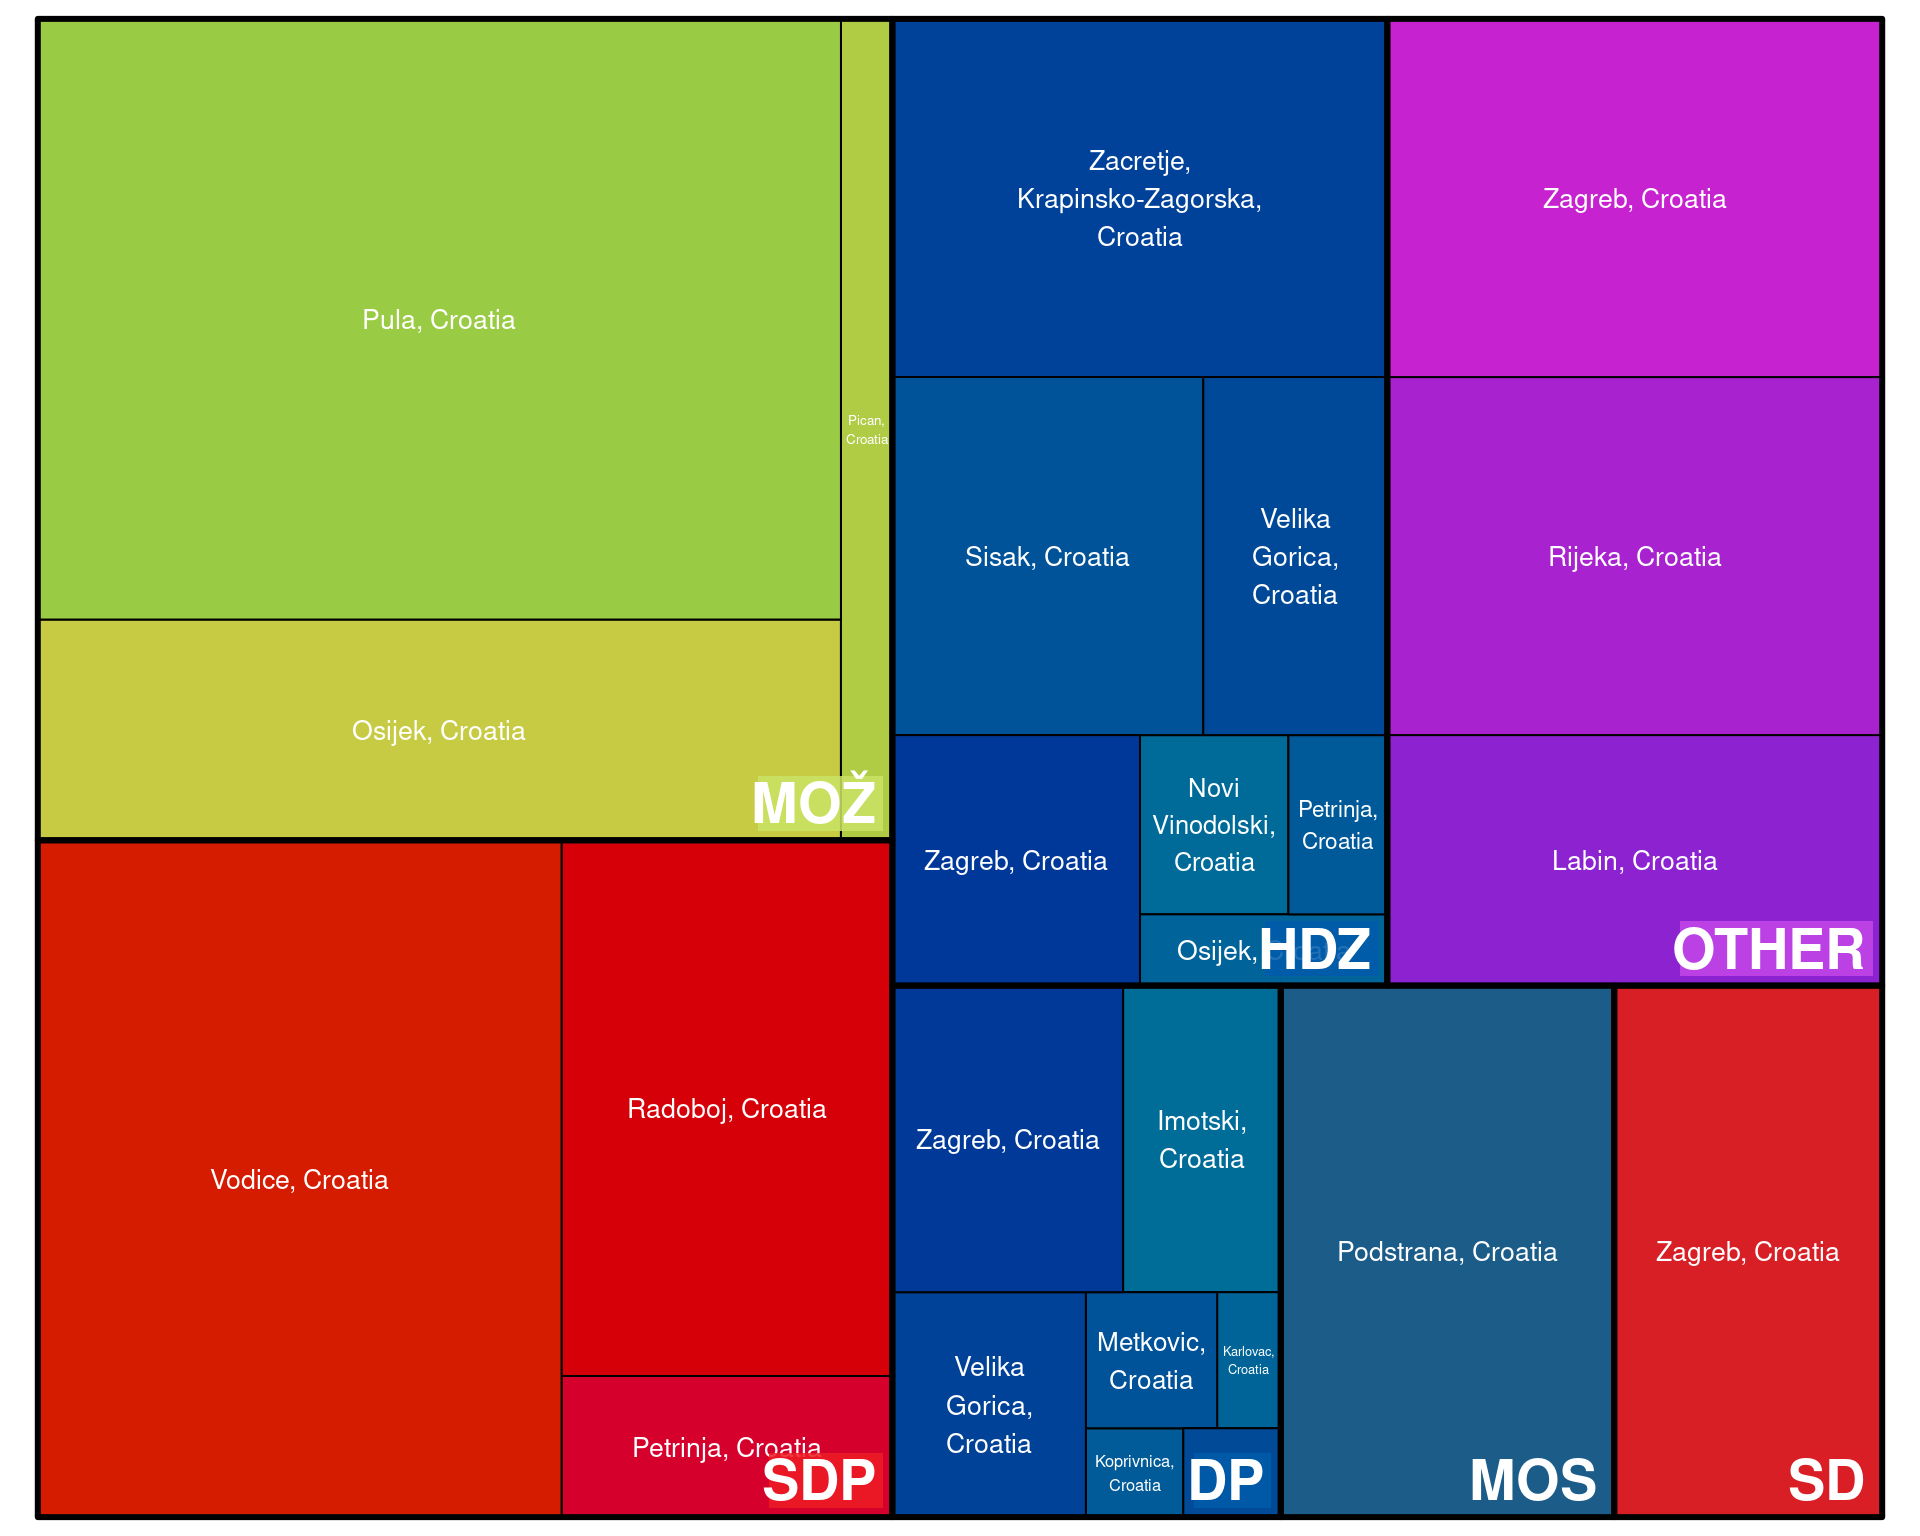 Pula, Croatia
Pican,
Croatia
Osijek, Croatia
MOŽ
Vodice, Croatia
Radoboj, Croatia
Petrinja, Croatia
SDP
Zacretje,
Krapinsko-Zagorska,
Croatia
Sisak, Croatia
Velika
Gorica,
Croatia
Zagreb, Croatia
Novi
Vinodolski,
Croatia
Petrinja,
Croatia
Osijek, Croatia
HDZ
Zagreb, Croatia
Rijeka, Croatia
Labin, Croatia
OTHER
Zagreb, Croatia
Imotski,
Croatia
Velika
Gorica,
Croatia
Metkovic,
Croatia
Karlovac,
Croatia
Koprivnica,
Croatia
DP
Podstrana, Croatia
MOS
Zagreb, Croatia
SD